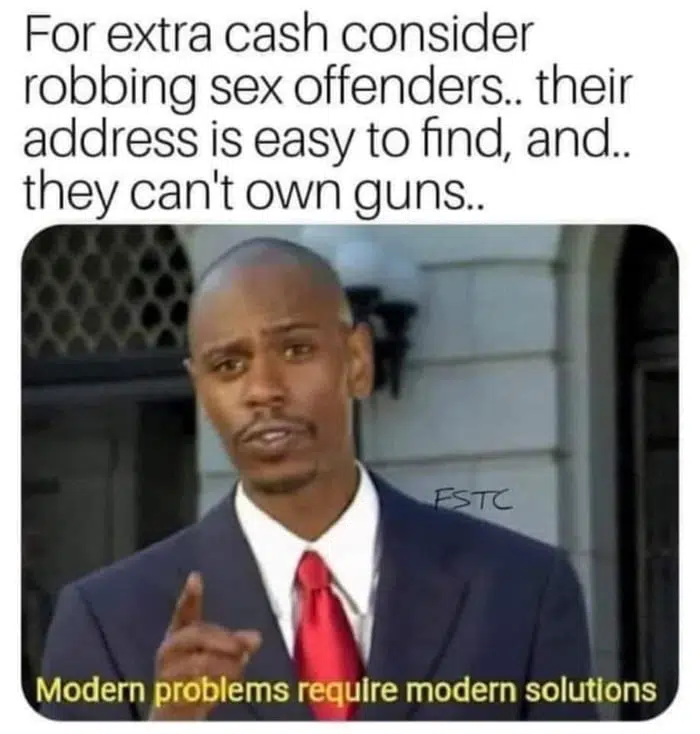 For extra cash consider
robbing sex offenders.. their
address is easy to find, and..
they can't own guns..
FSTC
Modern problems require modern solutions